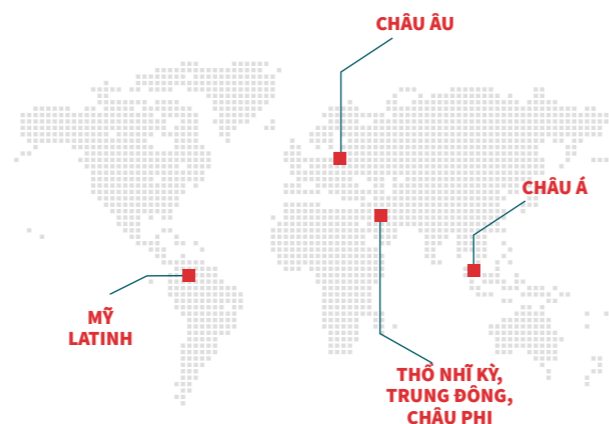 CHÂU ÂU
CHÂU Á
MỸ
LATINH
THỔ NHĨ KỲ,
TRUNG ĐÔNG,
CHÂU PHI